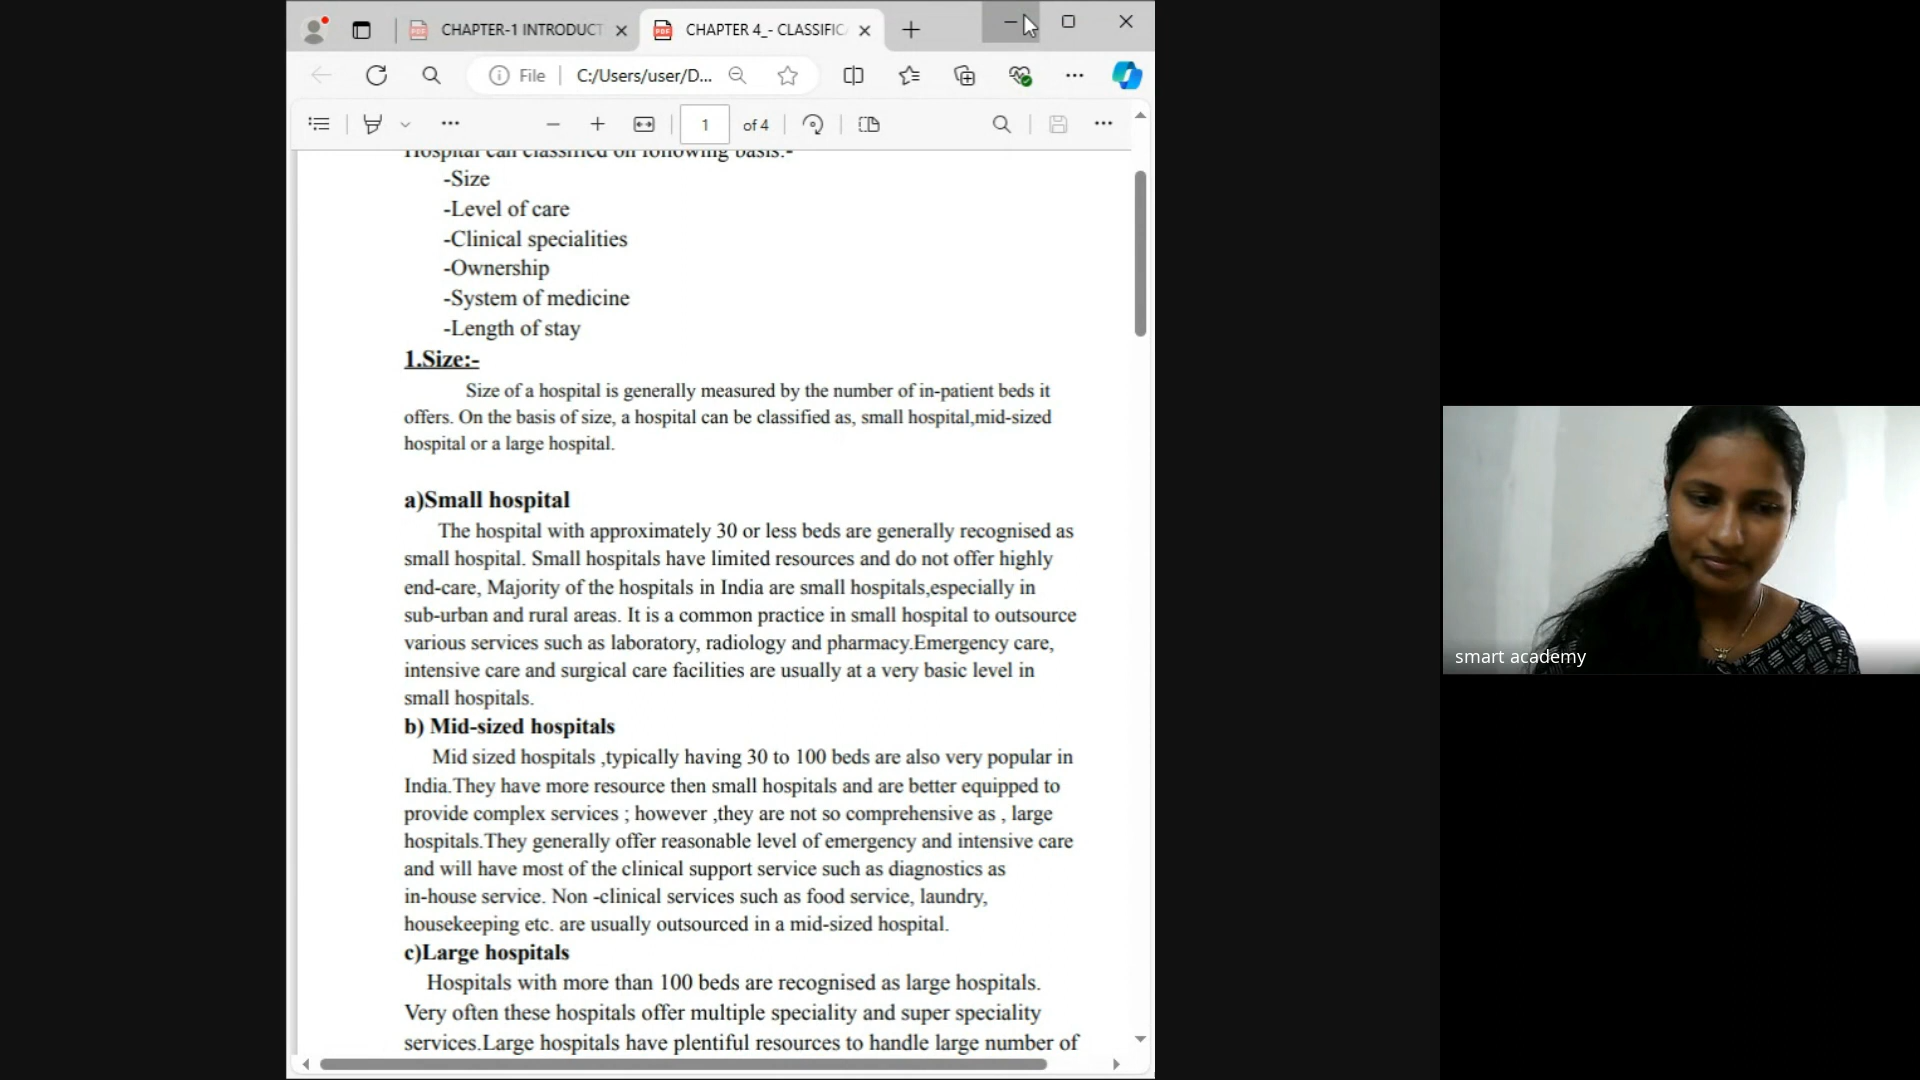 CHAPTER-1 INTRODUCT
CHAPTER 4_- CLASSIFIC
File
C:/Users/user/D...
1
of 4
Hospital can classified on following basis:-
-Size
-Level of care
-Clinical specialities
-Ownership
-System of medicine
-Length of stay
1.Size:-
Size of a hospital is generally measured by the number of in-patient beds it
offers. On the basis of size, a hospital can be classified as, small hospital,mid-sized
hospital or a large hospital.
a)Small hospital
The hospital with approximately 30 or less beds are generally recognised as
small hospital. Small hospitals have limited resources and do not offer highly
end-care, Majority of the hospitals in India are small hospitals,especially in
sub-urban and rural areas. It is a common practice in small hospital to outsource
various services such as laboratory, radiology and pharmacy.Emergency care,
intensive care and surgical care facilities are usually at a very basic level in
small hospitals.
b) Mid-sized hospitals
Mid sized hospitals ,typically having 30 to 100 beds are also very popular in
India.They have more resource then small hospitals and are better equipped to
provide complex services ; however ,they are not so comprehensive as , large
hospitals.They generally offer reasonable level of emergency and intensive care
and will have most of the clinical support service such as diagnostics as
in-house service. Non -clinical services such as food service, laundry,
housekeeping etc. are usually outsourced in a mid-sized hospital.
c)Large hospitals
Hospitals with more than 100 beds are recognised as large hospitals.
Very often these hospitals offer multiple speciality and super speciality
services.Large hospitals have plentiful resources to handle large number of
smart academy